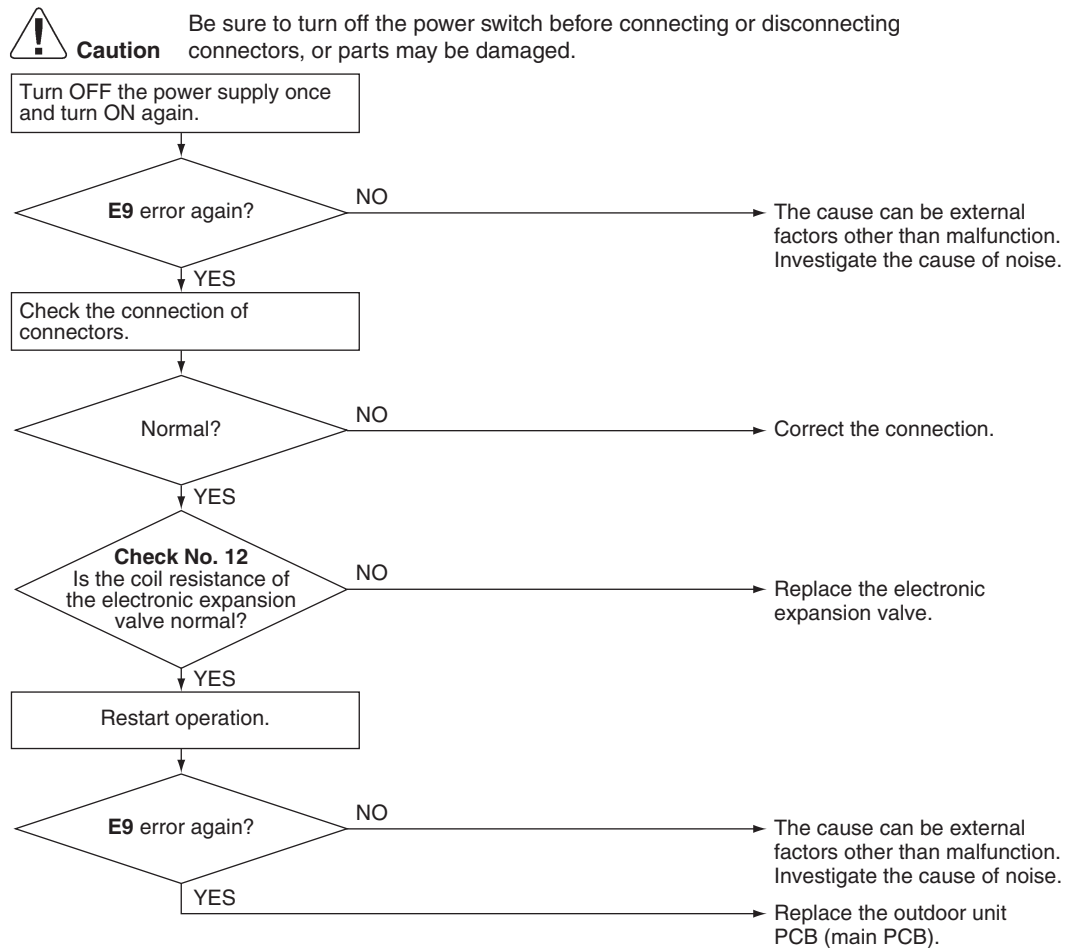 Be sure to turn off the power switch before connecting or disconnecting
Caution connectors, or parts may be damaged.
Turn OFF the power supply once
and turn ON again.
E9 error again?
NO
The cause can be external
factors other than malfunction.
Investigate the cause of noise.
YES
Check the connection of
connectors.
Normal?
NO
Correct the connection.
YES
Check No. 12
Is the coil resistance of
the electronic expansion
valve normal?
NO
Replace the electronic
expansion valve.
YES
Restart operation.
E9 error again?
NO
The cause can be external
factors other than malfunction.
Investigate the cause of noise.
YES
Replace the outdoor unit
PCB (main PCB).